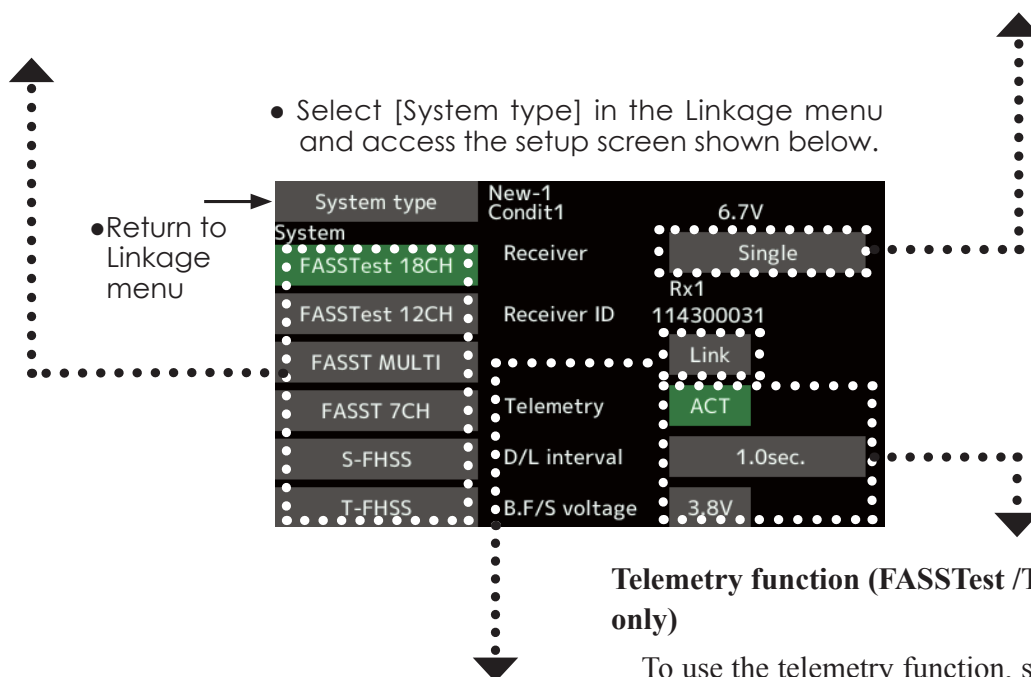 ● Select [System type] in the Linkage menu
and access the setup screen shown below.
●Return to
Linkage
menu
System type
New-1
Condit1
6.7V
System
FASSTest 18CH
Receiver
Single
Rx1
FASSTest 12CH
Receiver ID
114300031
FASST MULTI
Link
FASST 7CH
Telemetry
ACT
S-FHSS
D/L interval
1.0sec.
T-FHSS
B.F/S voltage
3.8V
Telemetry function (FASSTest /T
only)
To use the telemetry function, s